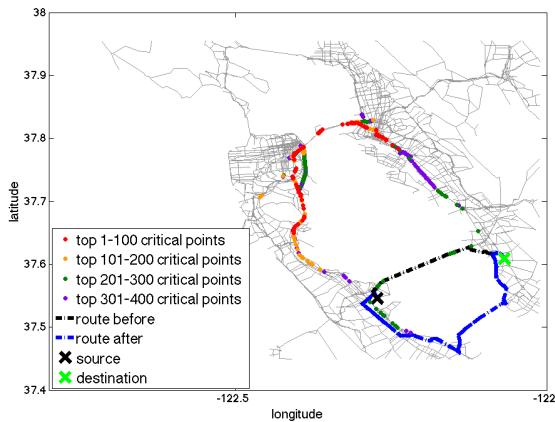 38
37.9
37.8
37.7
37.6
37.5
37.4
latitude
top 1-100 critical points
top 101-200 critical points
top 201-300 critical points
top 301-400 critical points
route before
route after
source
destination
-122.5
-122
longitude